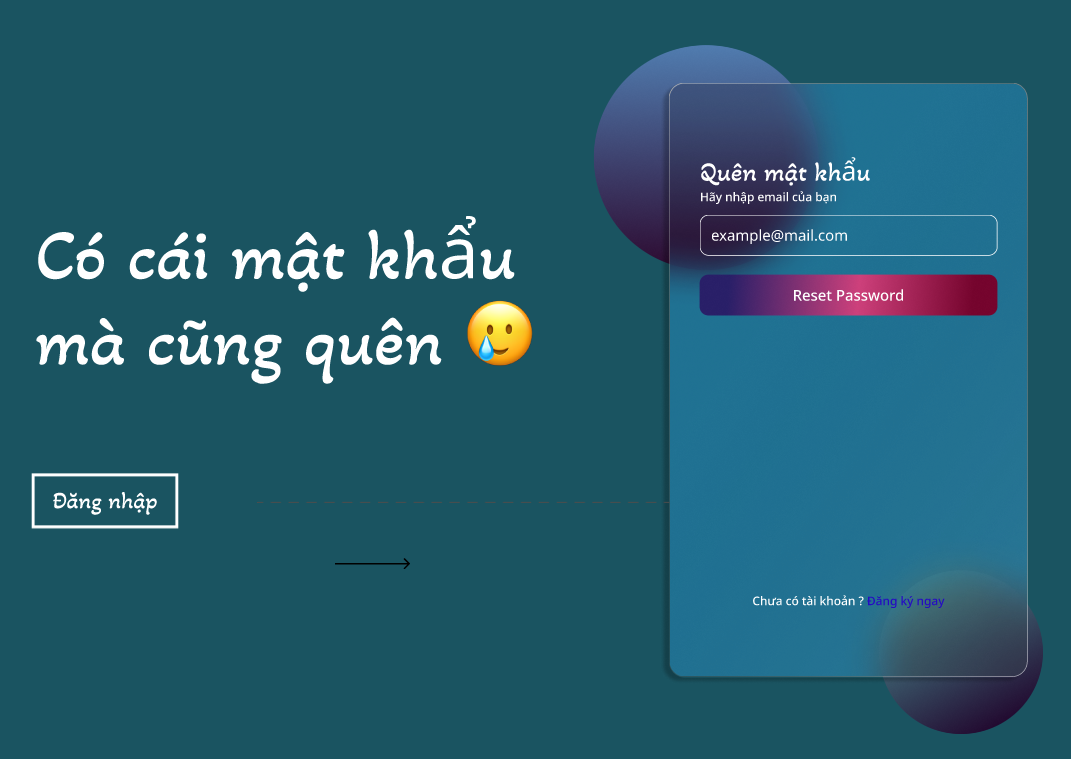 Có cái mật khẩu
mà cũng quên 🥲
Đăng nhập
Quên mật khẩu
Hãy nhập email của bạn
example@mail.com
Reset Password
Chưa có tài khoản ? Đăng ký ngay